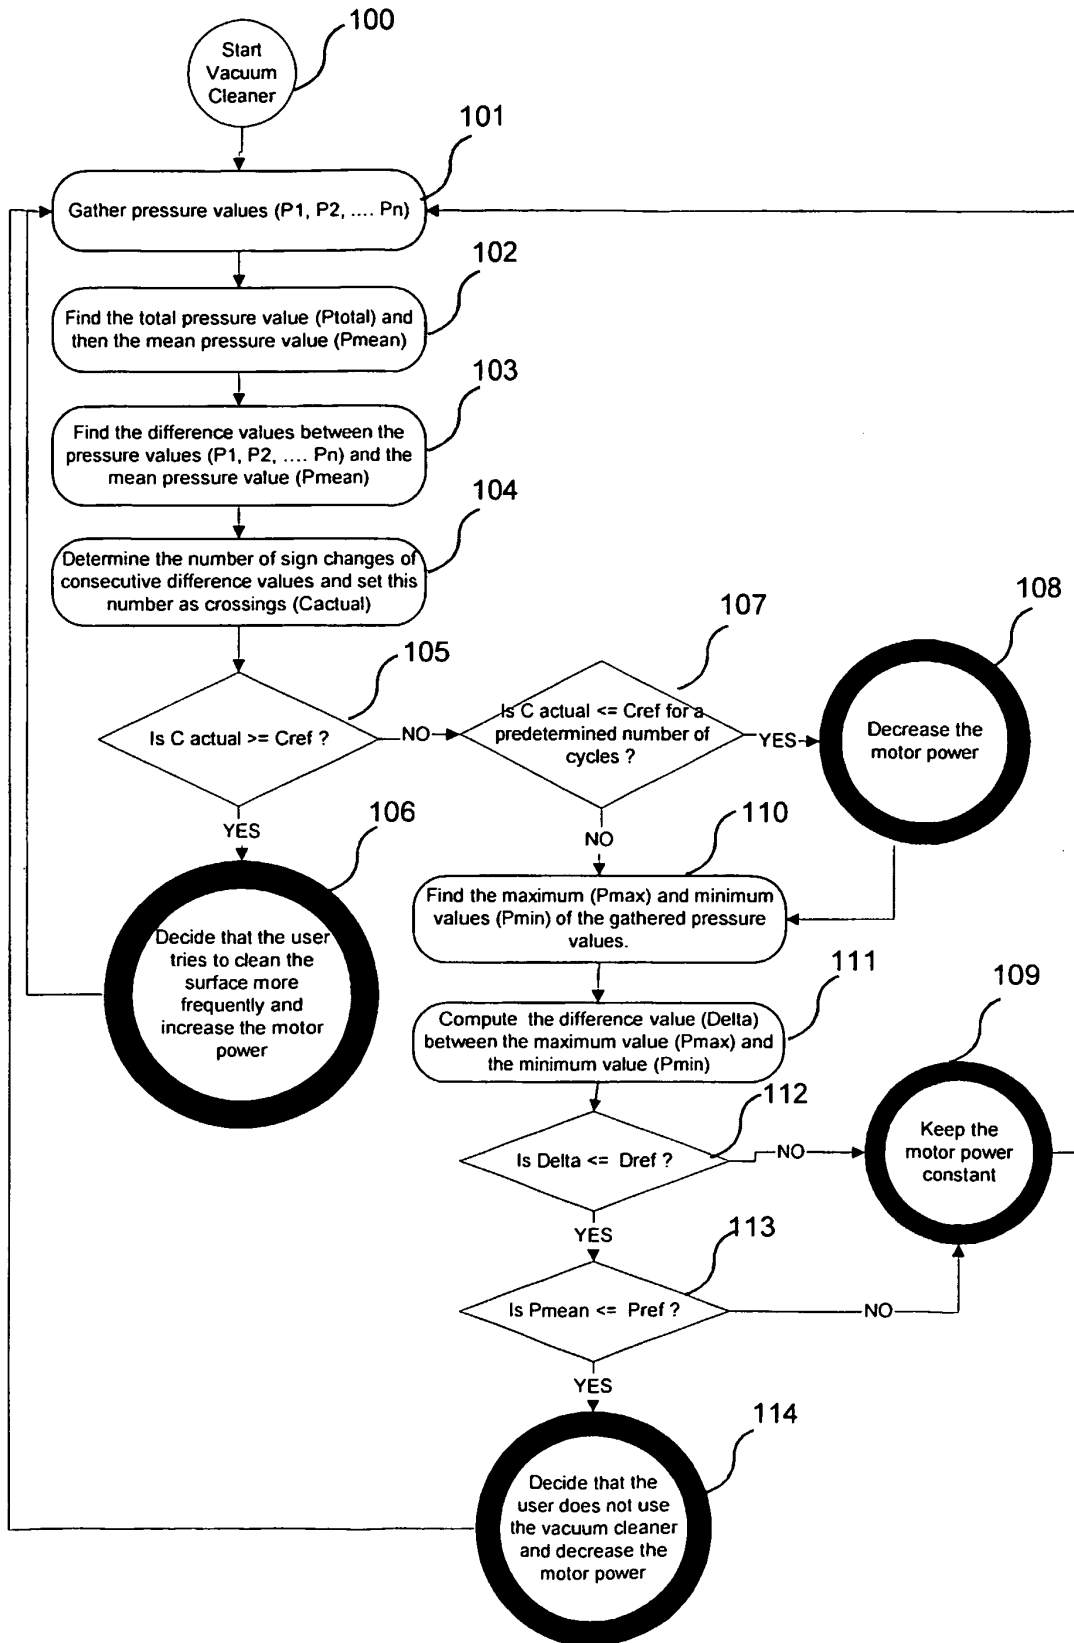 100
Start
Vacuum
Cleaner
101
Gather pressure values (P1, P2, .... Pn)
102
Find the total pressure value (Ptotal) and
then the mean pressure value (Pmean)
103
Find the difference values between the
pressure values (P1, P2, .... Pn) and the
mean pressure value (Pmean)
104
Determine the number of sign changes of
consecutive difference values and set this
number as crossings (Cactual)
105
Is C actual >= Cref ?
NO
107
Is C actual <= Cref for a
predetermined number of
cycles ?
YES
108
Decrease the
motor power
YES
106
Decide that the user
tries to clean the
surface more
frequently and
increase the motor
power
NO
110
Find the maximum (Pmax) and minimum
values (Pmin) of the gathered pressure
values.
111
Compute the difference value (Delta)
between the maximum value (Pmax) and
the minimum value (Pmin)
109
Keep the
motor power
constant
112
Is Delta <= Dref ?
NO
YES
113
Is Pmean <= Pref ?
NO
YES
114
Decide that the
user does not use
the vacuum cleaner
and decrease the
motor power